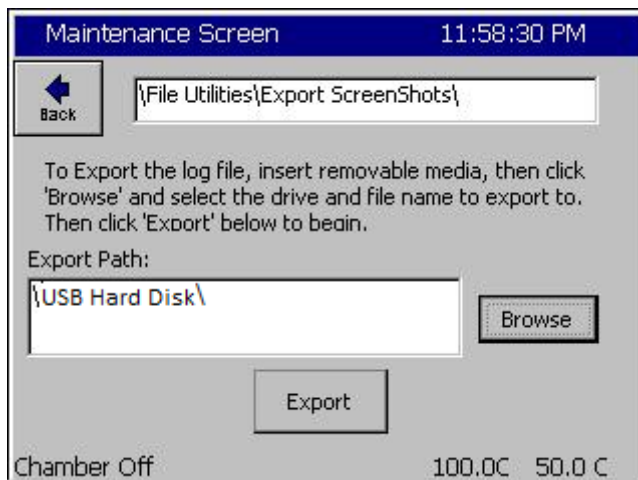 Maintenance Screen 11:58:30 PM
Back
\File Utilities\Export ScreenShots\
To Export the log file, insert removable media, then click
'Browse' and select the drive and file name to export to.
Then click 'Export' below to begin.
Export Path:
\USB Hard Disk\
Browse
Export
Chamber Off 100.0C 50.0 C